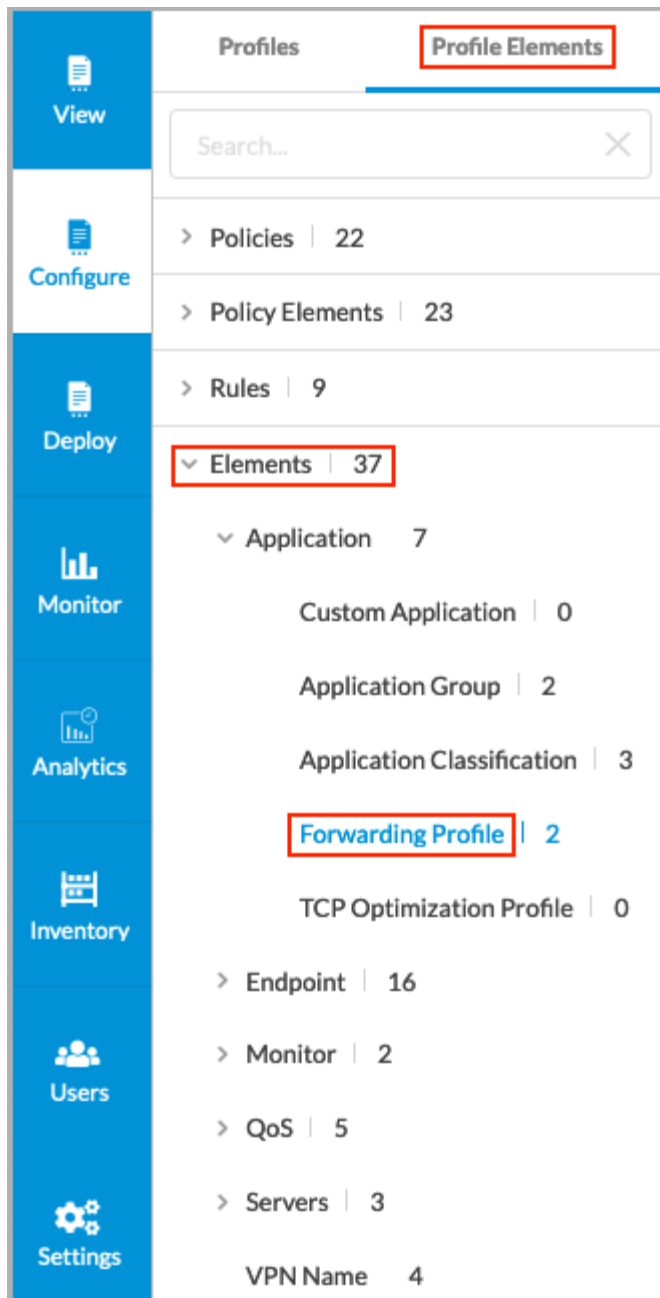 View
Configure
Deploy
Monitor
Analytics
Inventory
Users
Settings
Profiles
Profile Elements
Search...
Policies 22
Policy Elements 23
Rules 9
Elements 37
Application 7
Custom Application 0
Application Group 2
Application Classification 3
Forwarding Profile 2
TCP Optimization Profile 0
Endpoint 16
Monitor 2
QoS 5
Servers 3
VPN Name 4